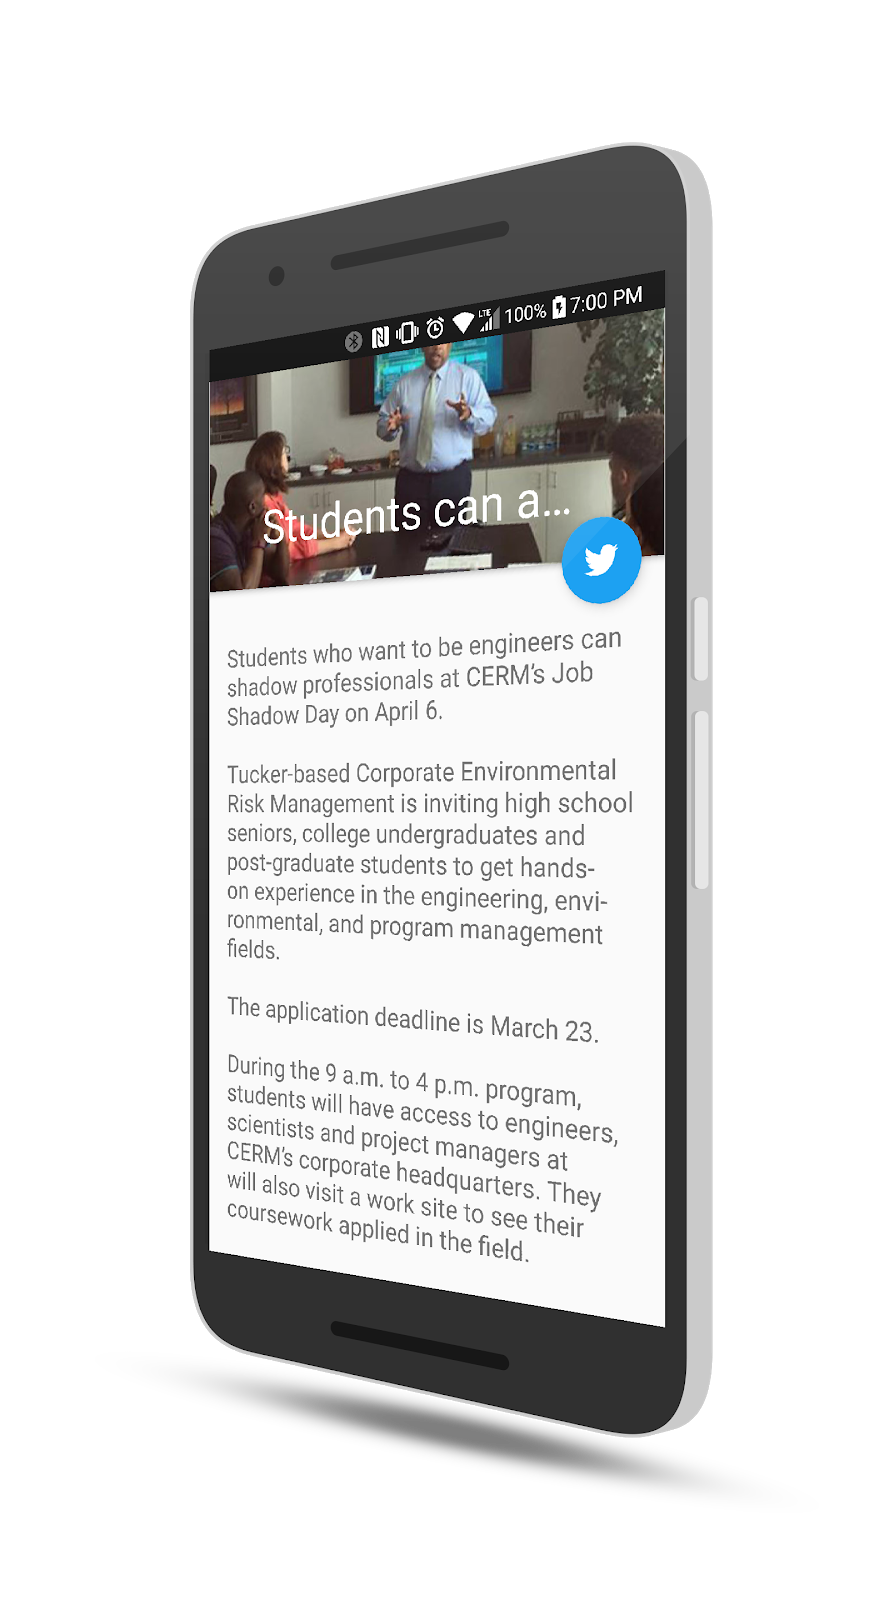 LTE 100% 7:00 PM
Students can a...
Students who want to be engineers can
shadow professionals at CERM's Job
Shadow Day on April 6.
Tucker-based Corporate Environmental
Risk Management is inviting high school
seniors, college undergraduates and
post-graduate students to get hands-
on experience in the engineering, envi-
ronmental, and program management
fields.
The application deadline is March 23.
During the 9 a.m. to 4 p.m. program,
students will have access to engineers,
scientists and project managers at
CERM's corporate headquarters. They
will also visit a work site to see their
coursework applied in the field.